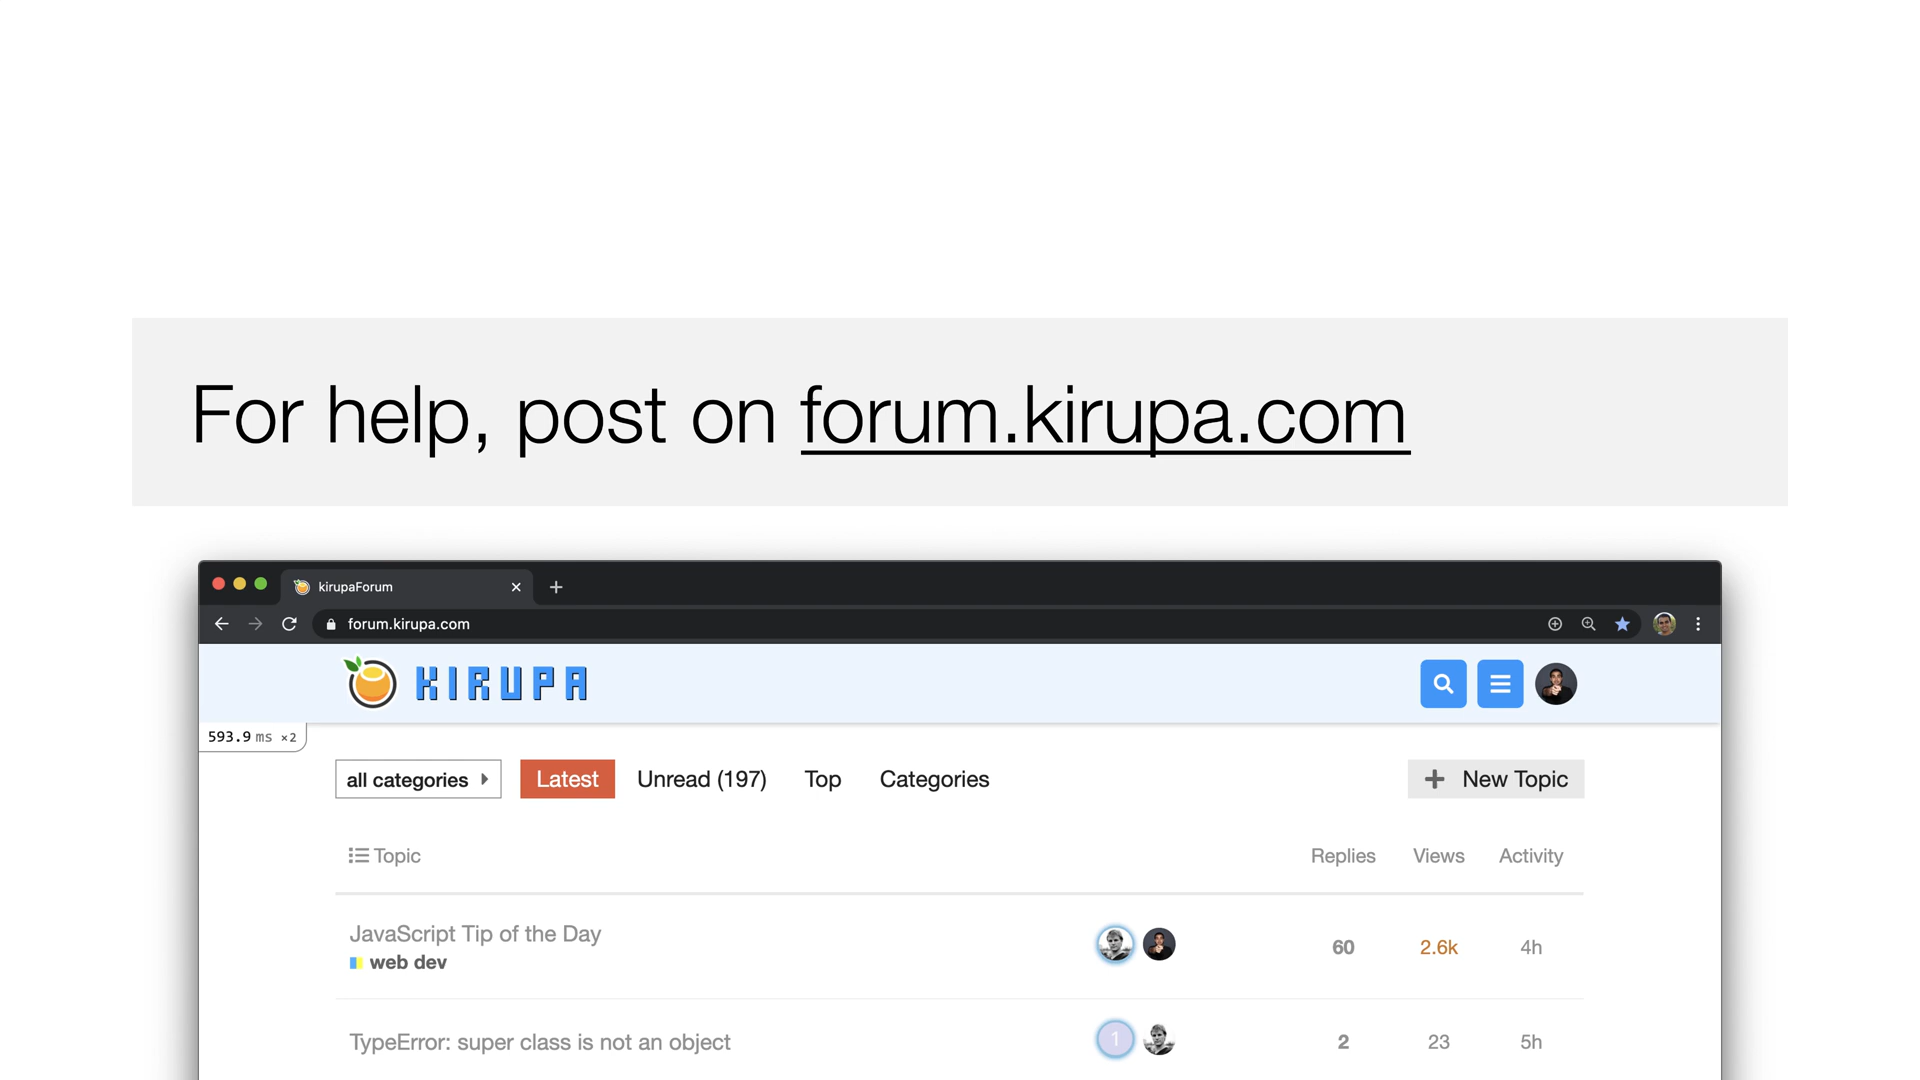 For help, post on forum.kirupa.com
kirupaForum
forum.kirupa.com
KIRUPA
593.9 ms ×2
all categories Latest Unread (197) Top Categories New Topic
Topic Replies Views Activity
JavaScript Tip of the Day 60 2.6k 4h
web dev
TypeError: super class is not an object 1 2 23 5h